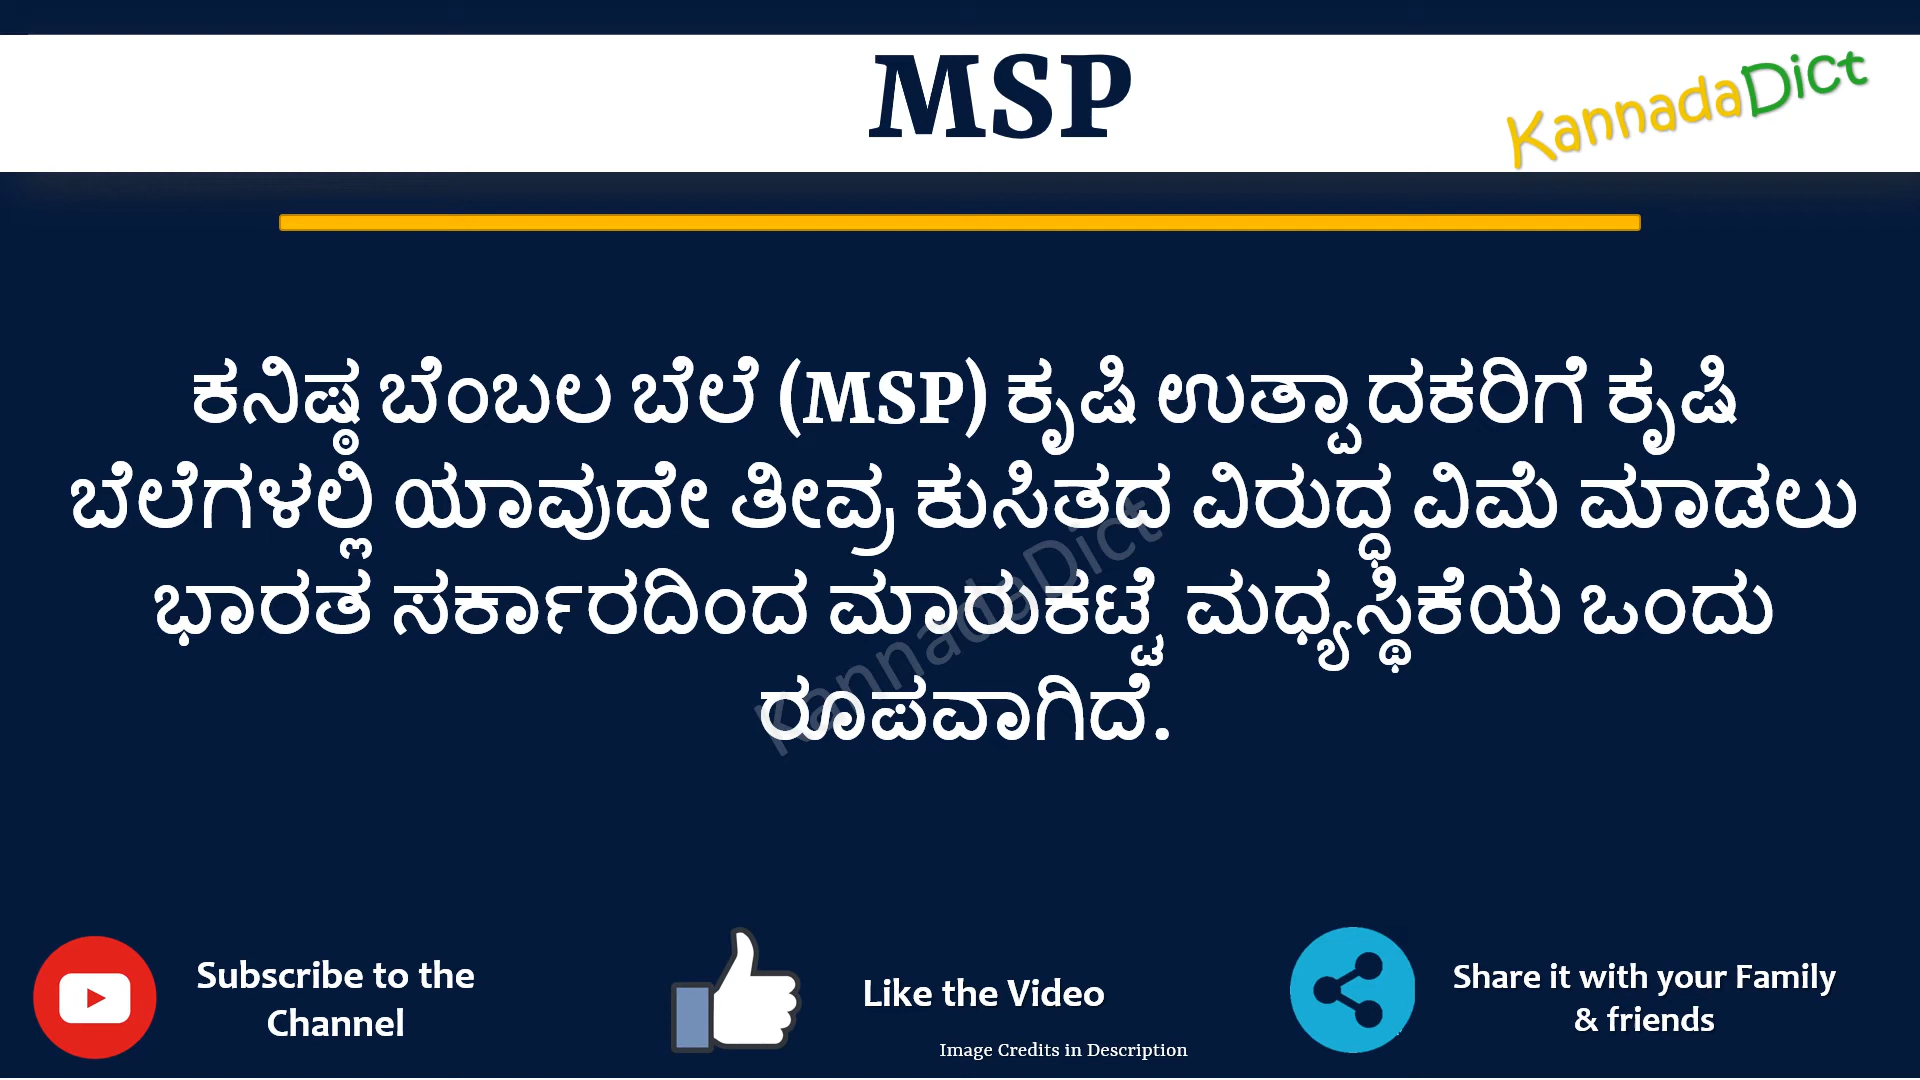 MSP
KannadaDict
ಕನಿಷ್ಠ ಬೆಂಬಲ ಬೆಲೆ (MSP) ಕೃಷಿ ಉತ್ಪಾದಕರಿಗೆ ಕೃಷಿ
ಬೆಲೆಗಳಲ್ಲಿ ಯಾವುದೇ ತೀವ್ರ ಕುಸಿತದ ವಿರುದ್ಧ ವಿಮೆ ಮಾಡಲು
ಭಾರತ ಸರ್ಕಾರದಿಂದ ಮಾರುಕಟ್ಟೆ ಮಧ್ಯಸ್ಥಿಕೆಯ ಒಂದು
ರೂಪವಾಗಿದೆ.
KannadaDict
Subscribe to the
Channel
Like the Video
Share it with your Family
& friends
Image Credits in Description